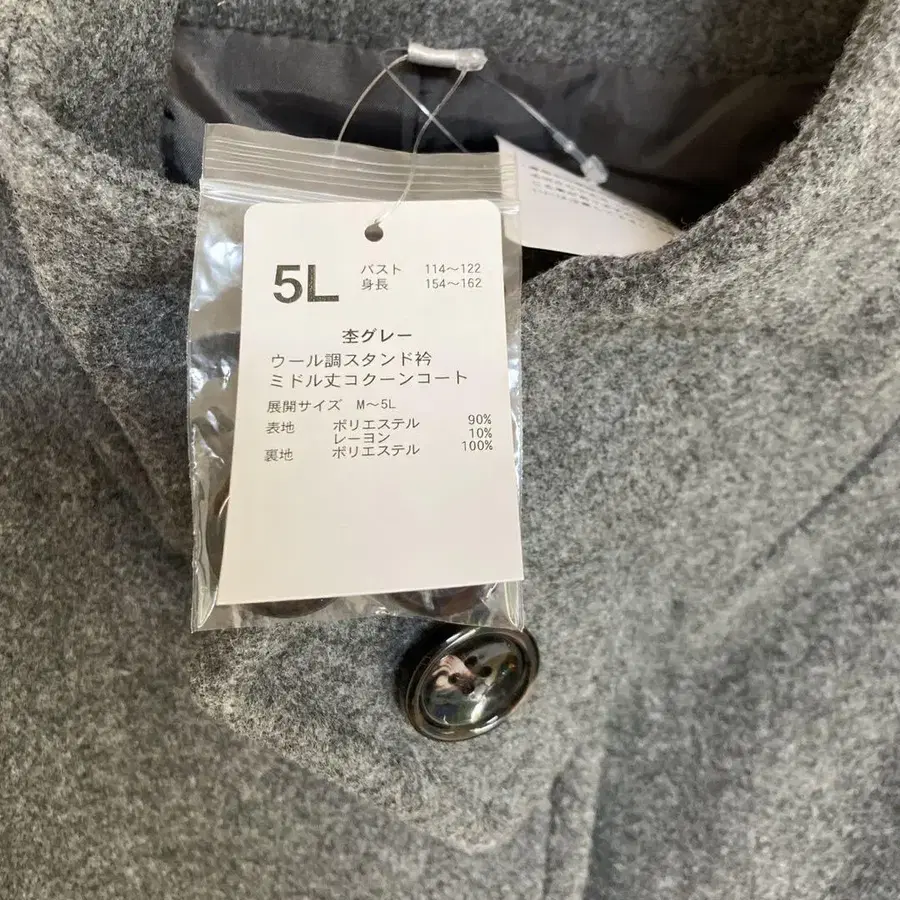 5L
バスト 114〜122
身長 154〜162
杢グレー
ウール調スタンド衿
ミドル丈コクーンコート
展開サイズ M〜5L
表地 ポリエステル 90%
レーヨン 10%
裏地 ポリエステル 100%